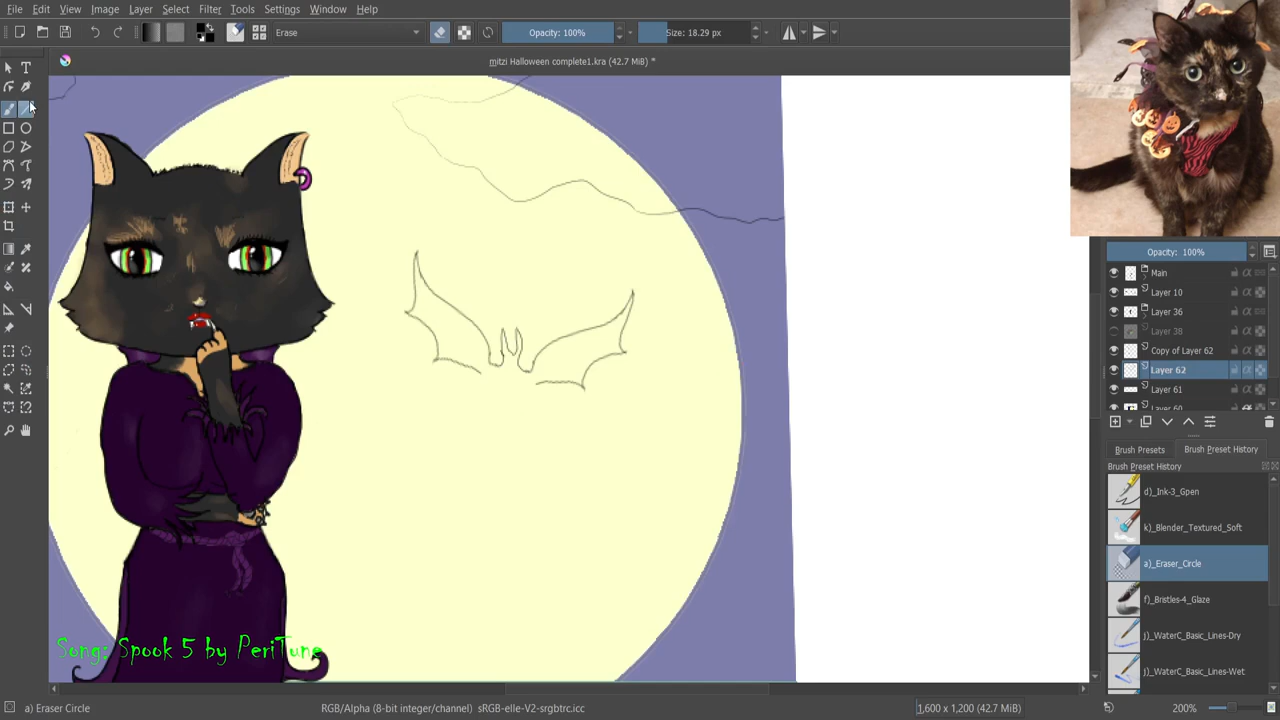 File Edit View Image Layer Select Filter Tools Settings Window Help
Erase Opacity: 100% Size: 18.29 px
mitzi Halloween complete1.kra (42.7 MiB) *
Opacity: 100%
Main
Layer 10
Layer 36
Layer 38
Copy of Layer 62
Layer 62
Layer 61
Layer 60
Brush Presets Brush Preset History
Brush Preset History
d)_Ink-3_Gpen
k)_Blender_Textured_Soft
a)_Eraser_Circle
f)_Bristles-4_Glaze
j)_WaterC_Basic_Lines-Dry
j)_WaterC_Basic_Lines-Wet
Song: Spook 5 by PeriTune
a) Eraser Circle RGB/Alpha (8-bit integer/channel) sRGB-elle-V2-srgbtrc.icc 1,600 x 1,200 (42.7 MiB) 200%